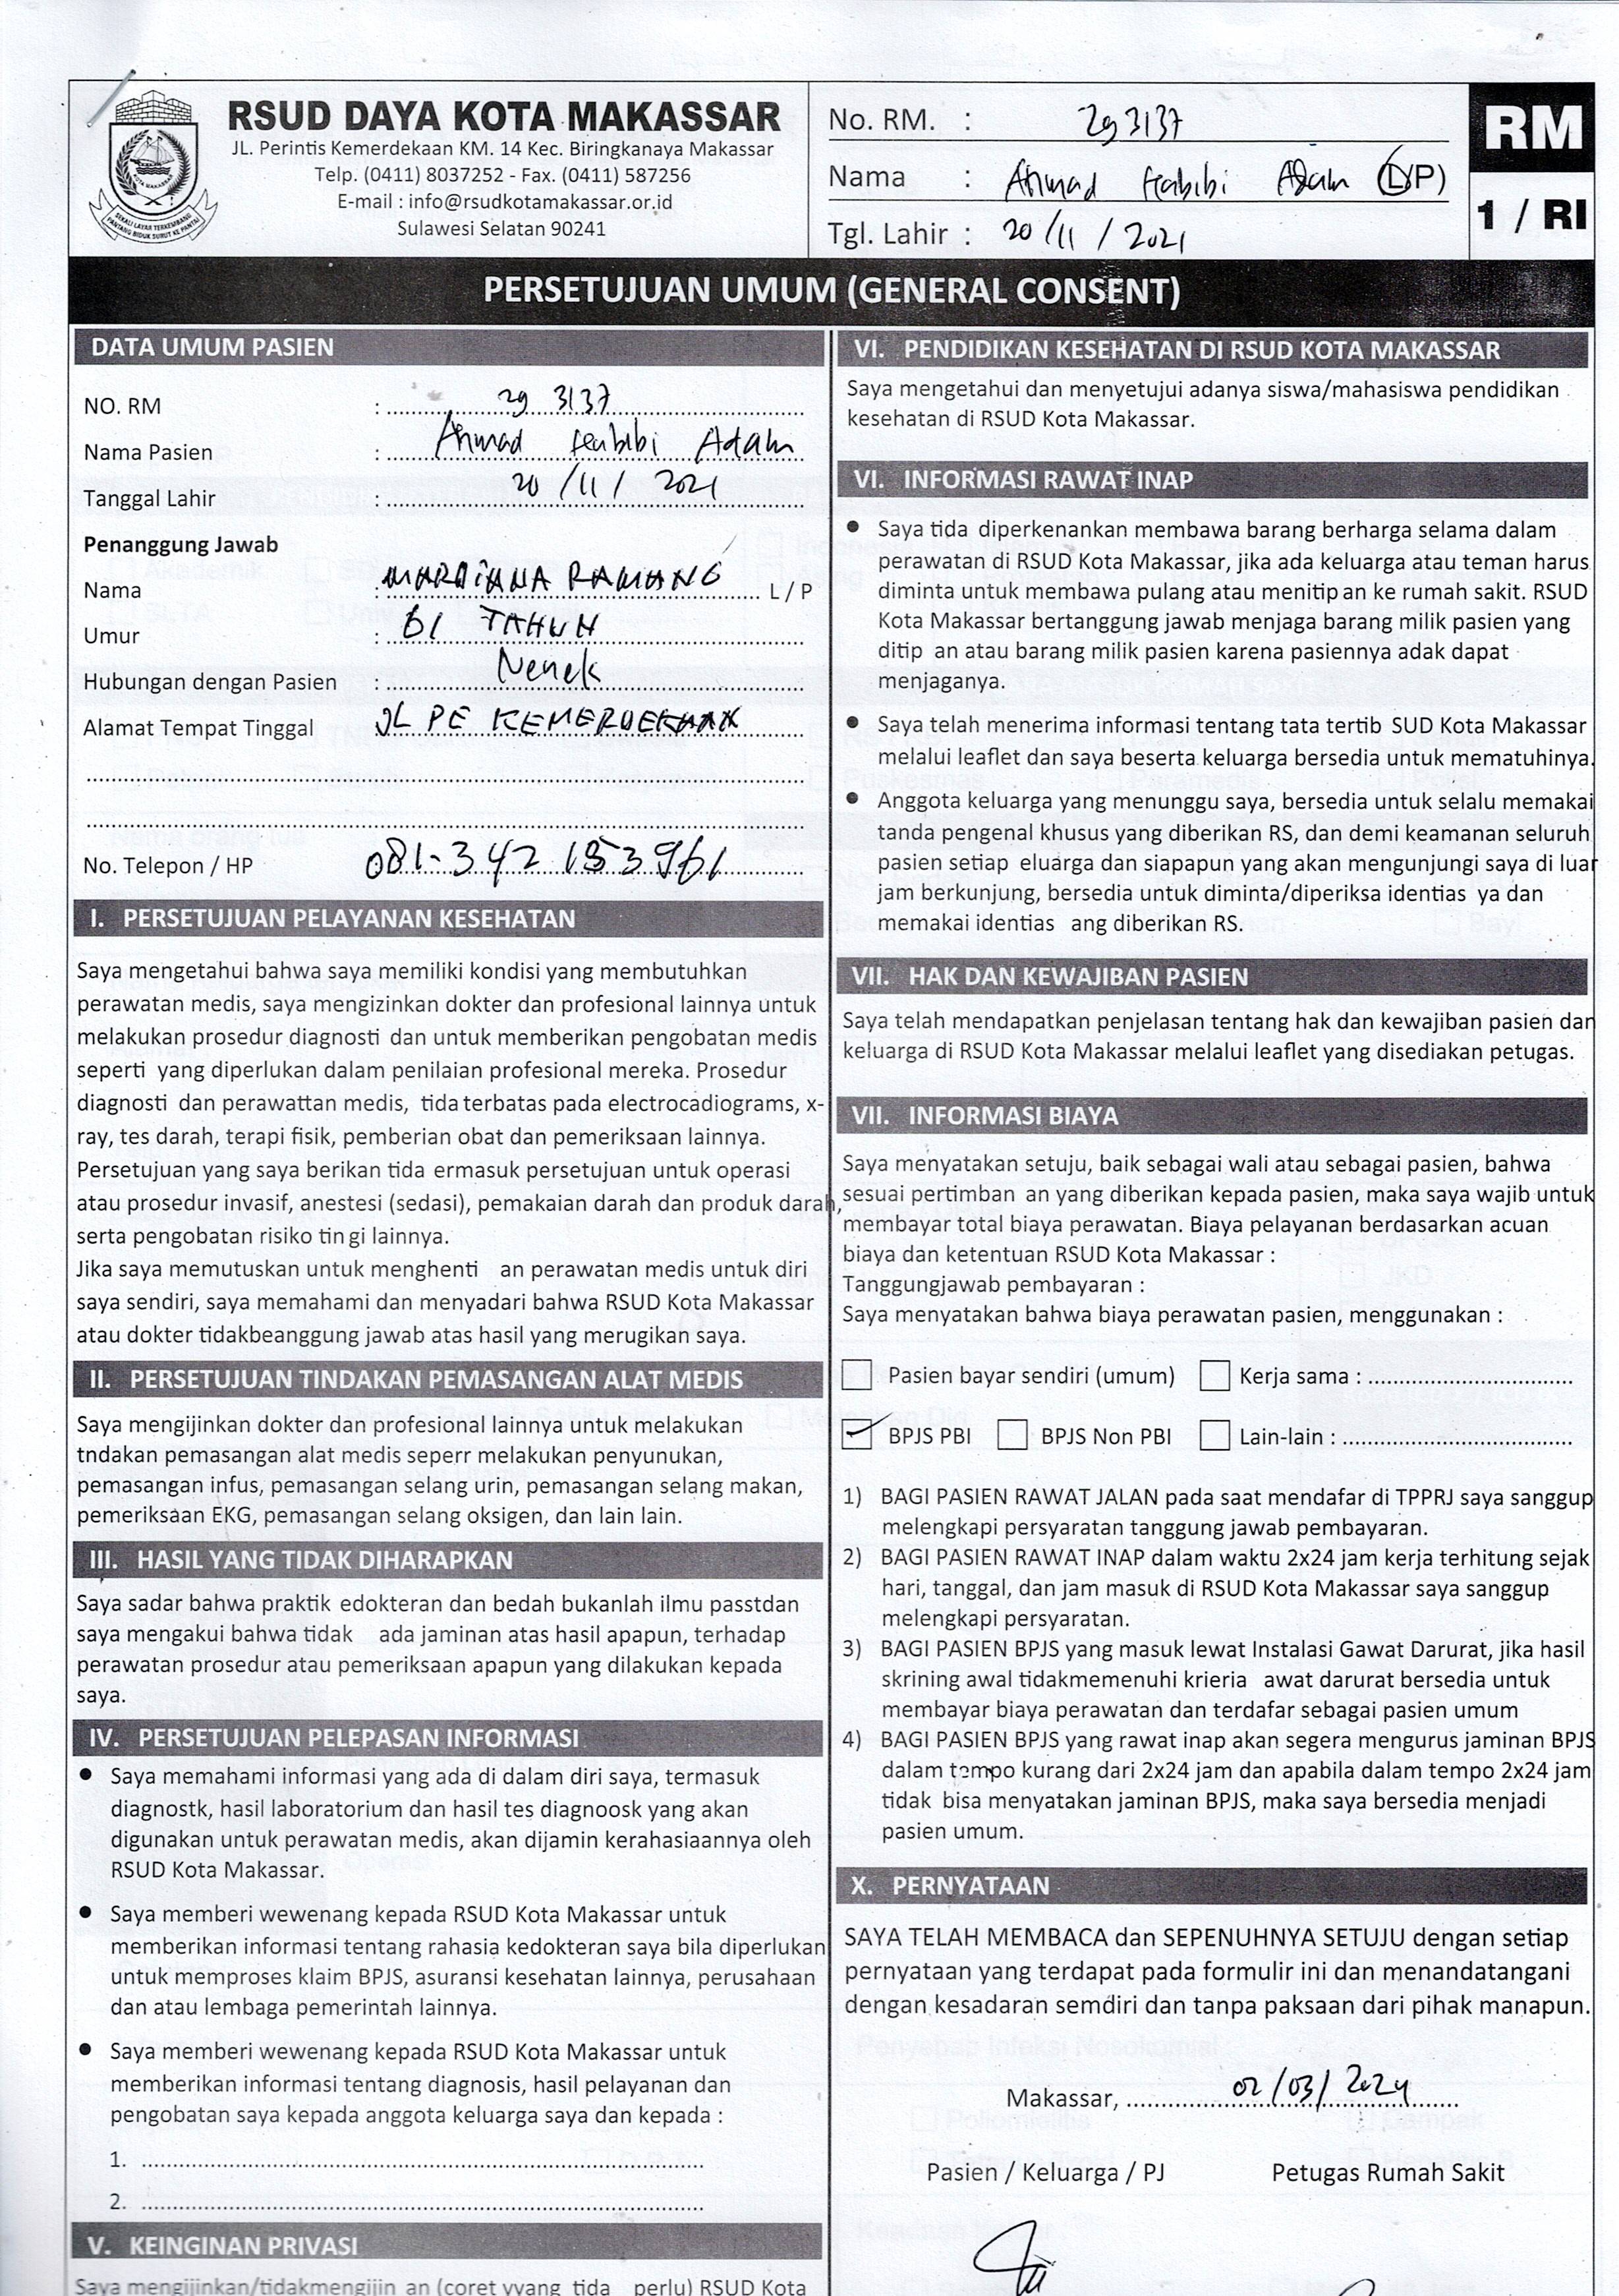 RSUD DAYA KOTA MAKASSAR
JL. Perintis Kemerdekaan KM. 14 Kec. Biringkanaya Makassar
Telp. (0411) 8037252 - Fax. (0411) 587256
E-mail : info@rsudkotamakassar.or.id
Sulawesi Selatan 90241
KOTA MAKASSAR
SEKALI LAYAR TERKEMBANG
PANTANG BIDUK SURUT KE PANTAI
No. RM. : 293137
Nama : Ahmad Habibi Adam (L/P)
Tgl. Lahir : 20/11/2021
RM
1 / RI
PERSETUJUAN UMUM (GENERAL CONSENT)
DATA UMUM PASIEN
NO. RM : 29 3137
Nama Pasien : Ahmad Habibi Adam
Tanggal Lahir : 20/11/2021
Penanggung Jawab
Nama : MARDIANA RAMANG L / P
Umur : 61 TAHUN
Hubungan dengan Pasien : Nenek
Alamat Tempat Tinggal : JL PE KEMERDEKAAN
No. Telepon / HP 081-342 153961
I. PERSETUJUAN PELAYANAN KESEHATAN
Saya mengetahui bahwa saya memiliki kondisi yang membutuhkan
perawatan medis, saya mengizinkan dokter dan profesional lainnya untuk
melakukan prosedur diagnosti dan untuk memberikan pengobatan medis
seperti yang diperlukan dalam penilaian profesional mereka. Prosedur
diagnosti dan perawattan medis, tida terbatas pada electrocadiograms, x-
ray, tes darah, terapi fisik, pemberian obat dan pemeriksaan lainnya.
Persetujuan yang saya berikan tida ermasuk persetujuan untuk operasi
atau prosedur invasif, anestesi (sedasi), pemakaian darah dan produk darah,
serta pengobatan risiko tin gi lainnya.
Jika saya memutuskan untuk menghenti an perawatan medis untuk diri
saya sendiri, saya memahami dan menyadari bahwa RSUD Kota Makassar
atau dokter tidakbeanggung jawab atas hasil yang merugikan saya.
II. PERSETUJUAN TINDAKAN PEMASANGAN ALAT MEDIS
Saya mengijinkan dokter dan profesional lainnya untuk melakukan
tndakan pemasangan alat medis seperr melakukan penyunukan,
pemasangan infus, pemasangan selang urin, pemasangan selang makan,
pemeriksaan EKG, pemasangan selang oksigen, dan lain lain.
III. HASIL YANG TIDAK DIHARAPKAN
Saya sadar bahwa praktik edokteran dan bedah bukanlah ilmu passtdan
saya mengakui bahwa tidak ada jaminan atas hasil apapun, terhadap
perawatan prosedur atau pemeriksaan apapun yang dilakukan kepada
saya.
IV. PERSETUJUAN PELEPASAN INFORMASI
● Saya memahami informasi yang ada di dalam diri saya, termasuk
diagnostk, hasil laboratorium dan hasil tes diagnoosk yang akan
digunakan untuk perawatan medis, akan dijamin kerahasiaannya oleh
RSUD Kota Makassar.
● Saya memberi wewenang kepada RSUD Kota Makassar untuk
memberikan informasi tentang rahasia kedokteran saya bila diperlukan
untuk memproses klaim BPJS, asuransi kesehatan lainnya, perusahaan
dan atau lembaga pemerintah lainnya.
● Saya memberi wewenang kepada RSUD Kota Makassar untuk
memberikan informasi tentang diagnosis, hasil pelayanan dan
pengobatan saya kepada anggota keluarga saya dan kepada :
1.
2.
V. KEINGINAN PRIVASI
Saya mengijinkan/tidakmengijin an (coret yyang tida perlu) RSUD Kota
VI. PENDIDIKAN KESEHATAN DI RSUD KOTA MAKASSAR
Saya mengetahui dan menyetujui adanya siswa/mahasiswa pendidikan
kesehatan di RSUD Kota Makassar.
VI. INFORMASI RAWAT INAP
● Saya tida diperkenankan membawa barang berharga selama dalam
perawatan di RSUD Kota Makassar, jika ada keluarga atau teman harus
diminta untuk membawa pulang atau menitip an ke rumah sakit. RSUD
Kota Makassar bertanggung jawab menjaga barang milik pasien yang
ditip an atau barang milik pasien karena pasiennya adak dapat
menjaganya.
● Saya telah menerima informasi tentang tata tertib SUD Kota Makassar
melalui leaflet dan saya beserta keluarga bersedia untuk mematuhinya.
● Anggota keluarga yang menunggu saya, bersedia untuk selalu memakai
tanda pengenal khusus yang diberikan RS, dan demi keamanan seluruh
pasien setiap eluarga dan siapapun yang akan mengunjungi saya di luar
jam berkunjung, bersedia untuk diminta/diperiksa identias ya dan
memakai identias ang diberikan RS.
VII. HAK DAN KEWAJIBAN PASIEN
Saya telah mendapatkan penjelasan tentang hak dan kewajiban pasien dan
keluarga di RSUD Kota Makassar melalui leaflet yang disediakan petugas.
VII. INFORMASI BIAYA
Saya menyatakan setuju, baik sebagai wali atau sebagai pasien, bahwa
sesuai pertimban an yang diberikan kepada pasien, maka saya wajib untuk
membayar total biaya perawatan. Biaya pelayanan berdasarkan acuan
biaya dan ketentuan RSUD Kota Makassar :
Tanggungjawab pembayaran :
Saya menyatakan bahwa biaya perawatan pasien, menggunakan :
Pasien bayar sendiri (umum) Kerja sama :
BPJS PBI BPJS Non PBI Lain-lain :
1) BAGI PASIEN RAWAT JALAN pada saat mendafar di TPPRJ saya sanggup
melengkapi persyaratan tanggung jawab pembayaran.
2) BAGI PASIEN RAWAT INAP dalam waktu 2x24 jam kerja terhitung sejak
hari, tanggal, dan jam masuk di RSUD Kota Makassar saya sanggup
melengkapi persyaratan.
3) BAGI PASIEN BPJS yang masuk lewat Instalasi Gawat Darurat, jika hasil
skrining awal tidakmemenuhi krieria awat darurat bersedia untuk
membayar biaya perawatan dan terdafar sebagai pasien umum
4) BAGI PASIEN BPJS yang rawat inap akan segera mengurus jaminan BPJS
dalam tempo kurang dari 2x24 jam dan apabila dalam tempo 2x24 jam
tidak bisa menyatakan jaminan BPJS, maka saya bersedia menjadi
pasien umum.
X. PERNYATAAN
SAYA TELAH MEMBACA dan SEPENUHNYA SETUJU dengan setiap
pernyataan yang terdapat pada formulir ini dan menandatangani
dengan kesadaran semdiri dan tanpa paksaan dari pihak manapun.
Makassar, 02/03/2024
Pasien / Keluarga / PJ Petugas Rumah Sakit